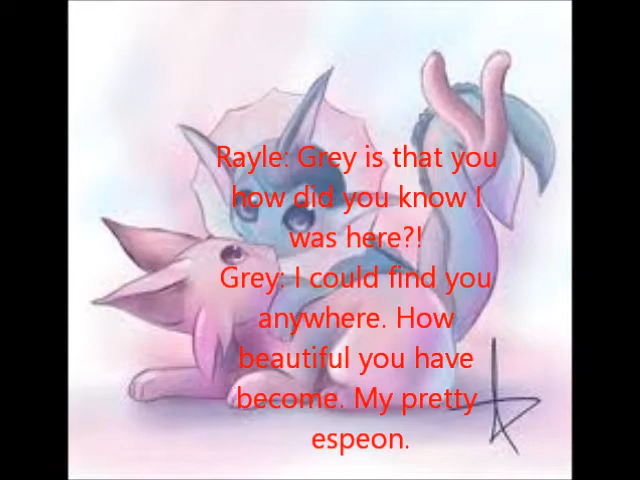 Rayle: Grey is that you
how did you know I
was here?!
Grey: I could find you
anywhere. How
beautiful you have
become. My pretty
espeon.